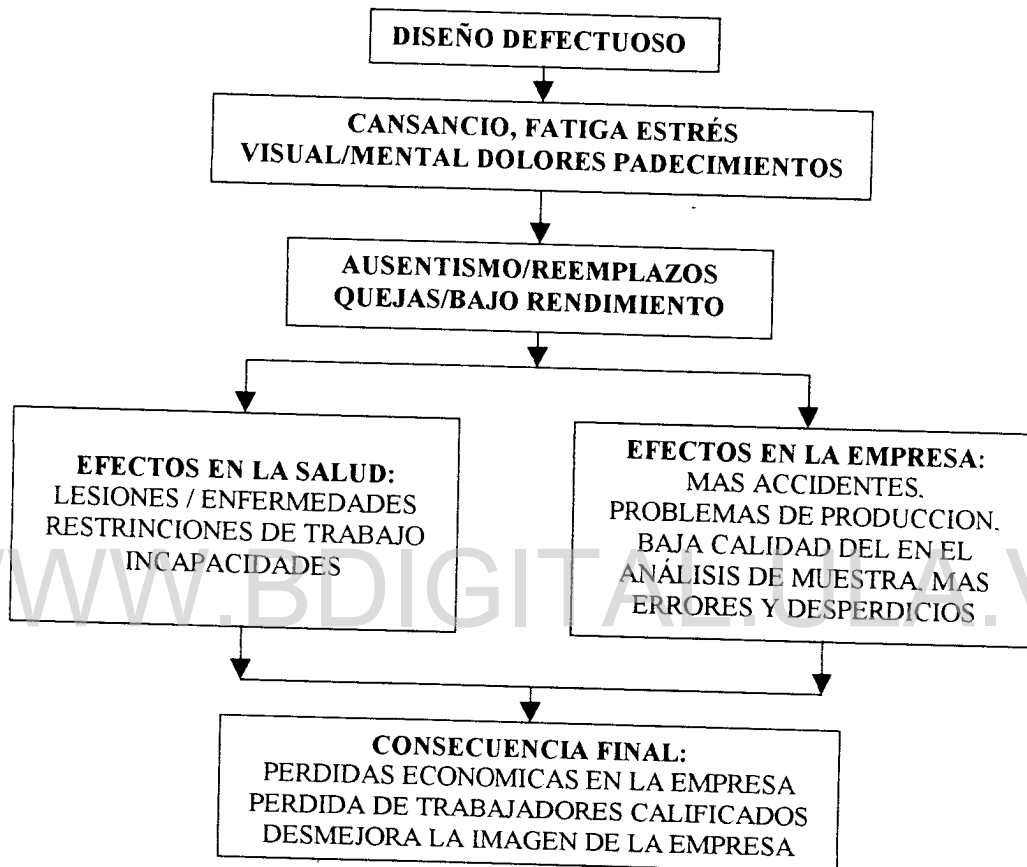 DISEÑO DEFECTUOSO
CANSANCIO, FATIGA ESTRÉS
VISUAL/MENTAL DOLORES PADECIMIENTOS
AUSENTISMO/REEMPLAZOS
QUEJAS/BAJO RENDIMIENTO
EFECTOS EN LA SALUD:
LESIONES / ENFERMEDADES
RESTRINCIONES DE TRABAJO
INCAPACIDADES
EFECTOS EN LA EMPRESA:
MAS ACCIDENTES.
PROBLEMAS DE PRODUCCION.
BAJA CALIDAD DEL EN EL
ANÁLISIS DE MUESTRA. MAS
ERRORES Y DESPERDICIOS
WWW.BDIGITAL.ULA.V
CONSECUENCIA FINAL:
PERDIDAS ECONOMICAS EN LA EMPRESA
PERDIDA DE TRABAJADORES CALIFICADOS
DESMEJORA LA IMAGEN DE LA EMPRESA